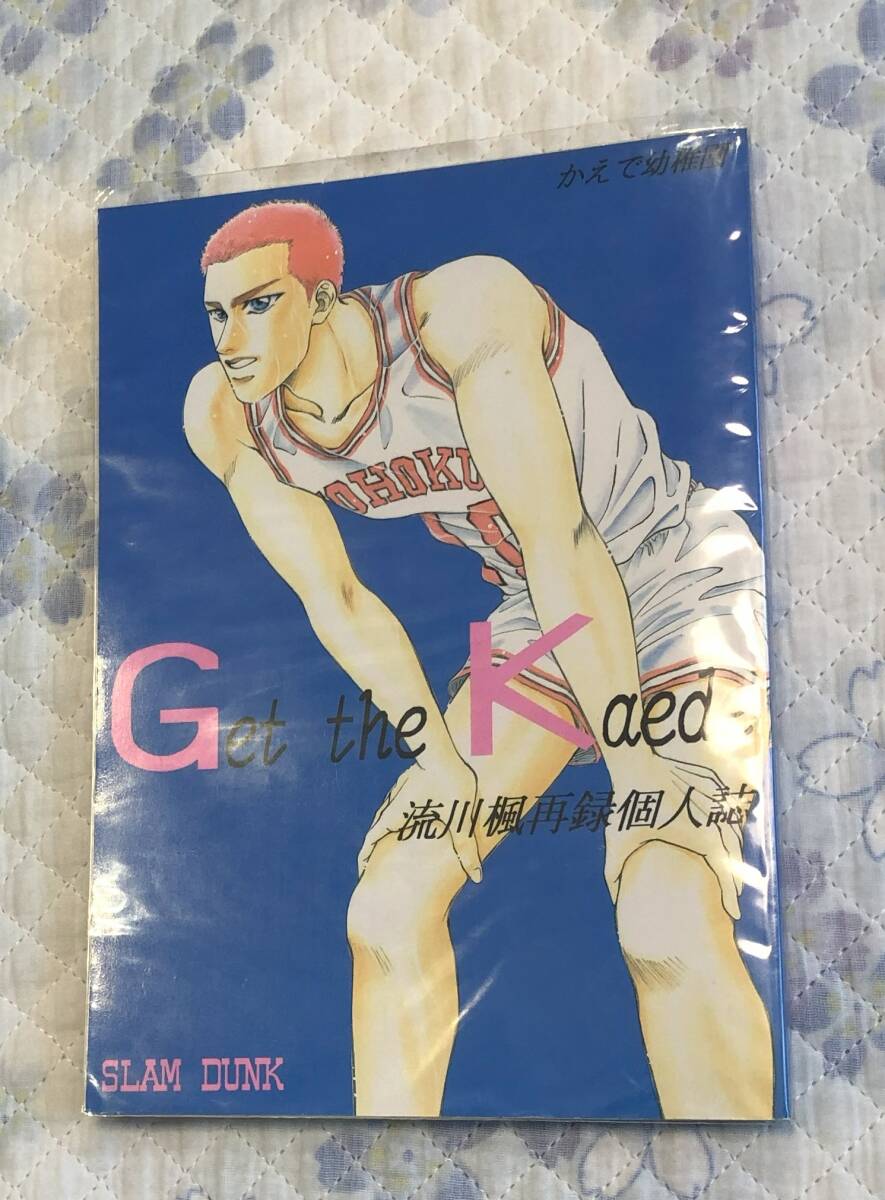 かえで幼稚園
SHOHOKU
10
Get the Kaede
流川楓再録個人誌
SLAM DUNK